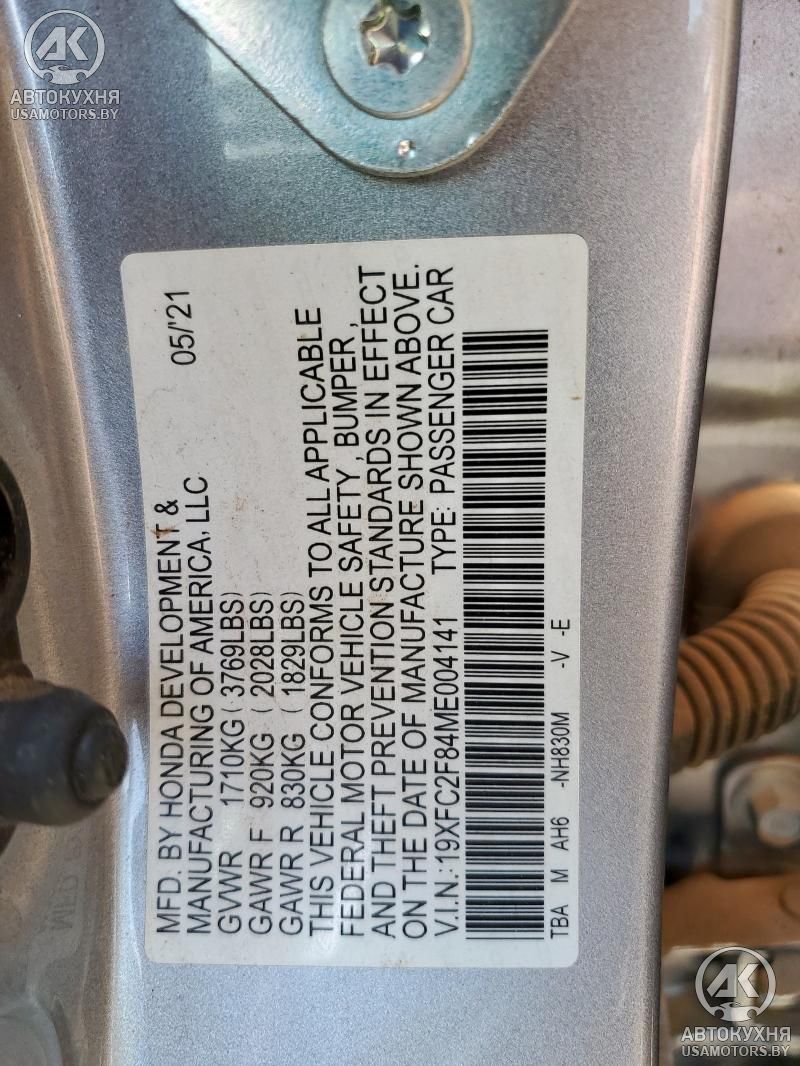 AK
АВТОКУХНЯ
USAMOTORS.BY
MFD. BY HONDA DEVELOPMENT & 05/'21
MANUFACTURING OF AMERICA, LLC
GVWR 1710KG (3769LBS)
GAWR F 920KG (2028LBS)
GAWR R 830KG (1829LBS)
THIS VEHICLE CONFORMS TO ALL APPLICABLE
FEDERAL MOTOR VEHICLE SAFETY, BUMPER,
AND THEFT PREVENTION STANDARDS IN EFFECT
ON THE DATE OF MANUFACTURE SHOWN ABOVE.
V.I.N.:19XFC2F84ME004141 TYPE: PASSENGER CAR
TBA M AH6 -NH830M -V -E
AK
АВТОКУХНЯ
USAMOTORS.BY